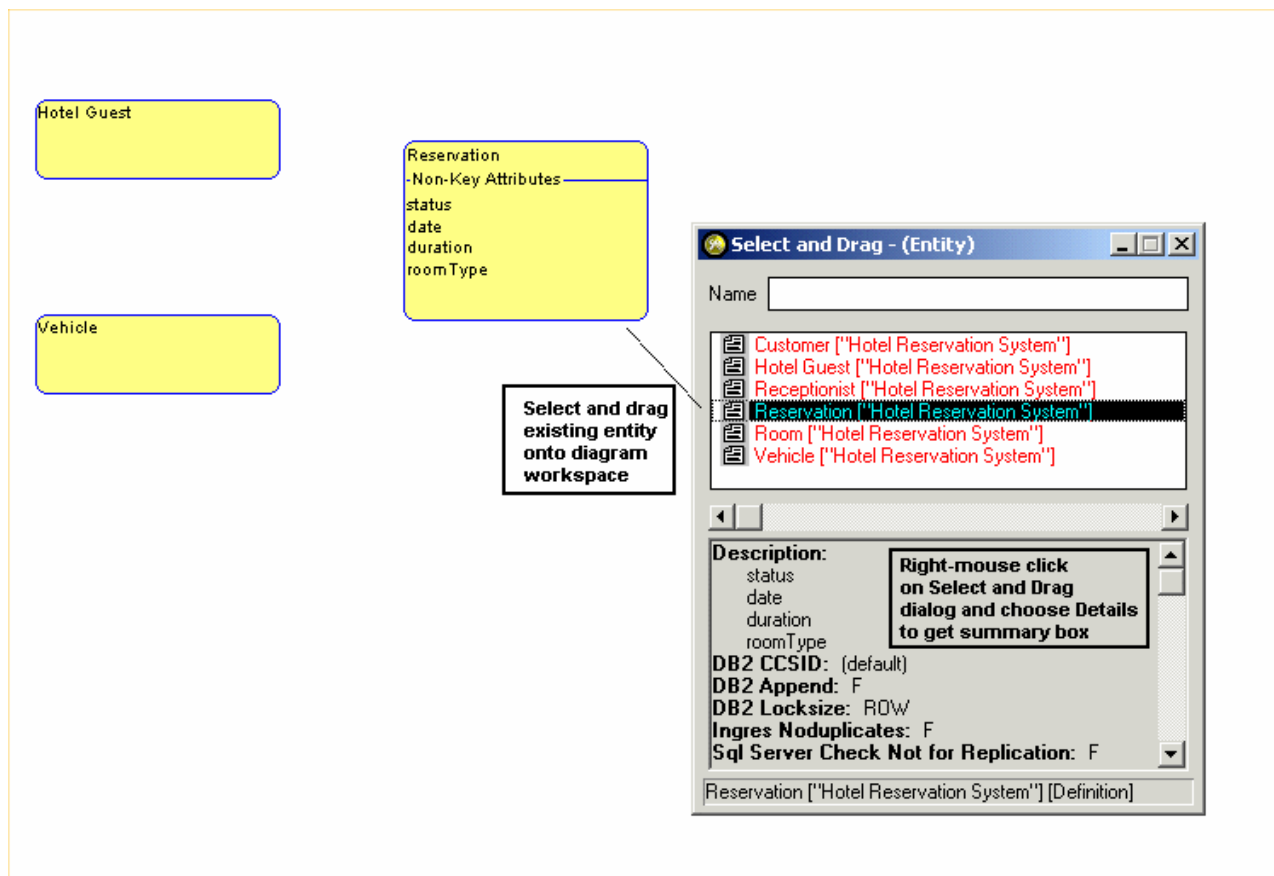 Hotel Guest
Reservation
Non-Key Attributes
status
date
duration
roomType
Vehicle
Select and drag
existing entity
onto diagram
workspace
Select and Drag - (Entity)
Name
Customer ["Hotel Reservation System"]
Hotel Guest ["Hotel Reservation System"]
Receptionist ["Hotel Reservation System"]
Reservation ["Hotel Reservation System"]
Room ["Hotel Reservation System"]
Vehicle ["Hotel Reservation System"]
Description:
status
date
duration
roomType
Right-mouse click
on Select and Drag
dialog and choose Details
to get summary box
DB2 CCSID: (default)
DB2 Append: F
DB2 Locksize: ROW
Ingres Noduplicates: F
Sql Server Check Not for Replication: F
Reservation ["Hotel Reservation System"] [Definition]